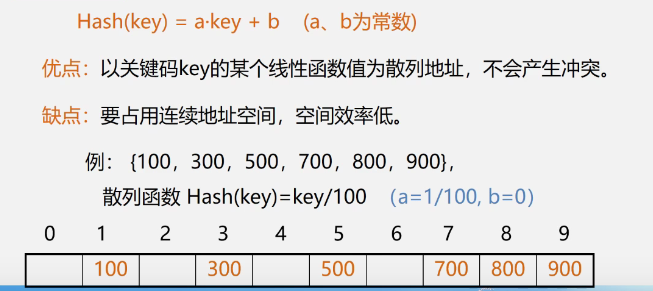 Hash(key) = a·key + b (a、b为常数)
优点：以关键码key的某个线性函数值为散列地址，不会产生冲突。
缺点：要占用连续地址空间，空间效率低。
例：{100，300，500，700，800，900}，
散列函数 Hash(key)=key/100 (a=1/100, b=0)
0 1 2 3 4 5 6 7 8 9
100 300 500 700 800 900